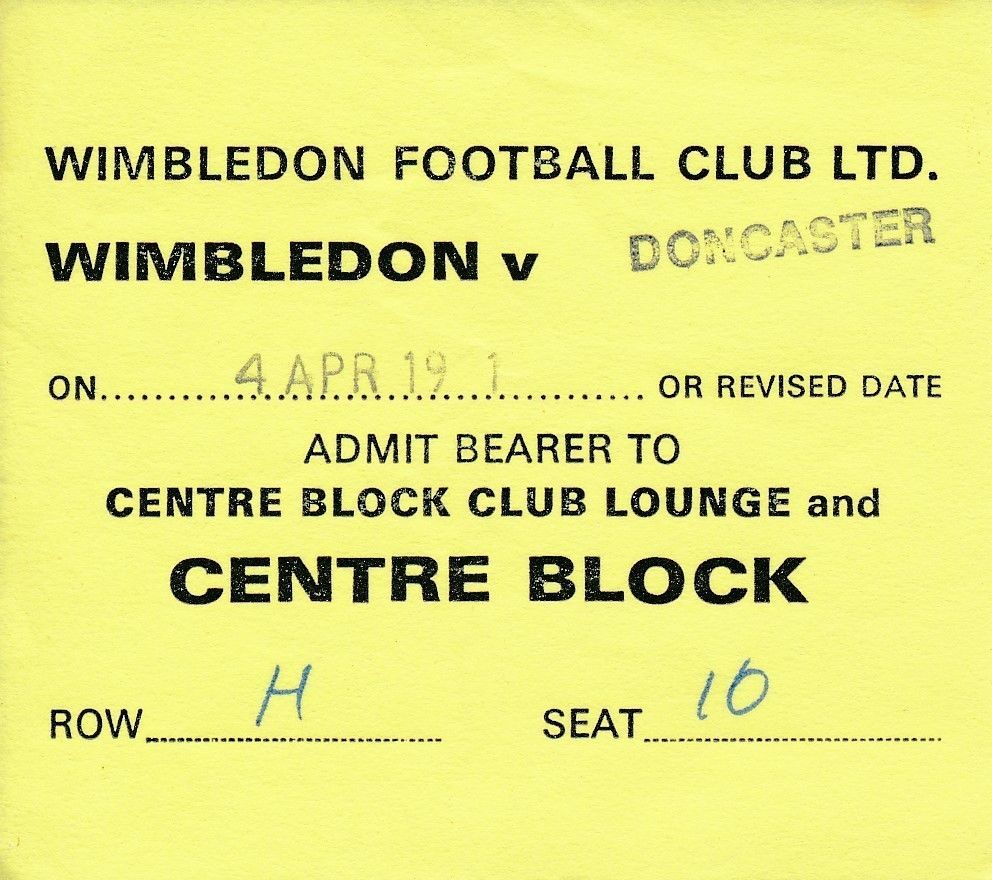 WIMBLEDON FOOTBALL CLUB LTD.
WIMBLEDON v DONCASTER
ON 4 APR 19 1 OR REVISED DATE
ADMIT BEARER TO
CENTRE BLOCK CLUB LOUNGE and
CENTRE BLOCK
ROW H SEAT 10